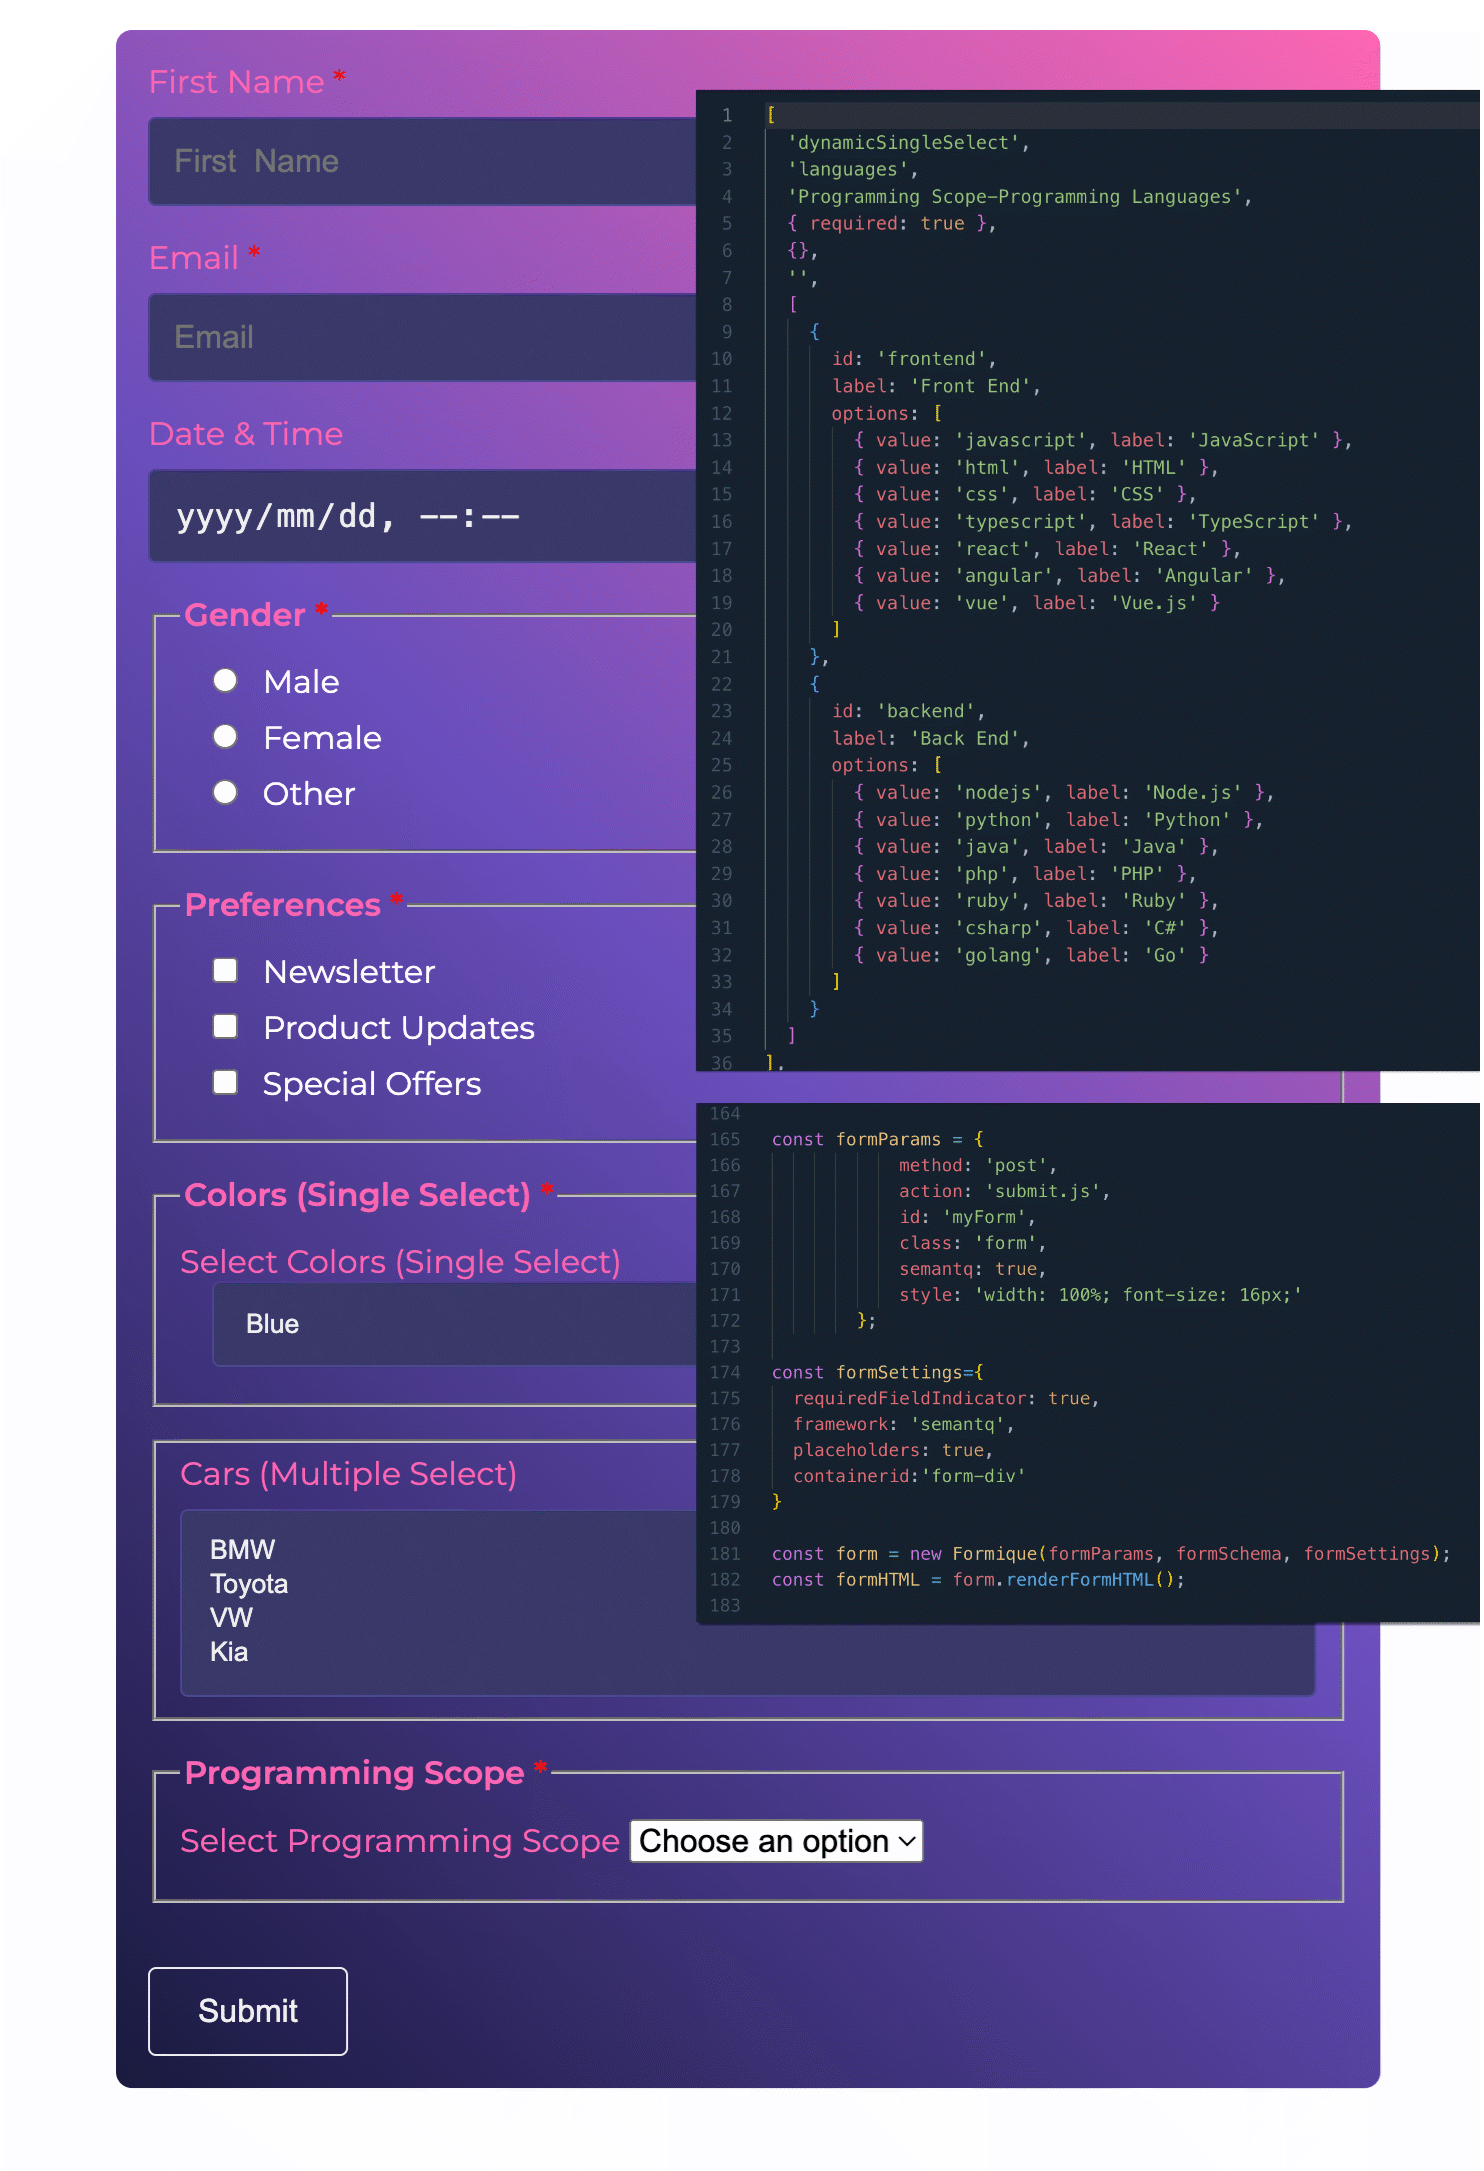 First Name *
First  Name
Email *
Email
Date & Time
yyyy/mm/dd, --:--
Gender *
Male
Female
Other
Preferences *
Newsletter
Product Updates
Special Offers
Colors (Single Select) *
Select Colors (Single Select)
Blue
Cars (Multiple Select)
BMW
Toyota
VW
Kia
Programming Scope *
Select Programming Scope Choose an option
Submit
1 [
2 'dynamicSingleSelect',
3 'languages',
4 'Programming Scope-Programming Languages',
5 { required: true },
6 {},
7 '',
8 [
9 {
10 id: 'frontend',
11 label: 'Front End',
12 options: [
13 { value: 'javascript', label: 'JavaScript' },
14 { value: 'html', label: 'HTML' },
15 { value: 'css', label: 'CSS' },
16 { value: 'typescript', label: 'TypeScript' },
17 { value: 'react', label: 'React' },
18 { value: 'angular', label: 'Angular' },
19 { value: 'vue', label: 'Vue.js' }
20 ]
21 },
22 {
23 id: 'backend',
24 label: 'Back End',
25 options: [
26 { value: 'nodejs', label: 'Node.js' },
27 { value: 'python', label: 'Python' },
28 { value: 'java', label: 'Java' },
29 { value: 'php', label: 'PHP' },
30 { value: 'ruby', label: 'Ruby' },
31 { value: 'csharp', label: 'C#' },
32 { value: 'golang', label: 'Go' }
33 ]
34 }
35 ]
36 ],
164
165 const formParams = {
166 method: 'post',
167 action: 'submit.js',
168 id: 'myForm',
169 class: 'form',
170 semantq: true,
171 style: 'width: 100%; font-size: 16px;'
172 };
173
174 const formSettings={
175 requiredFieldIndicator: true,
176 framework: 'semantq',
177 placeholders: true,
178 containerid:'form-div'
179 }
180
181 const form = new Formique(formParams, formSchema, formSettings);
182 const formHTML = form.renderFormHTML();
183